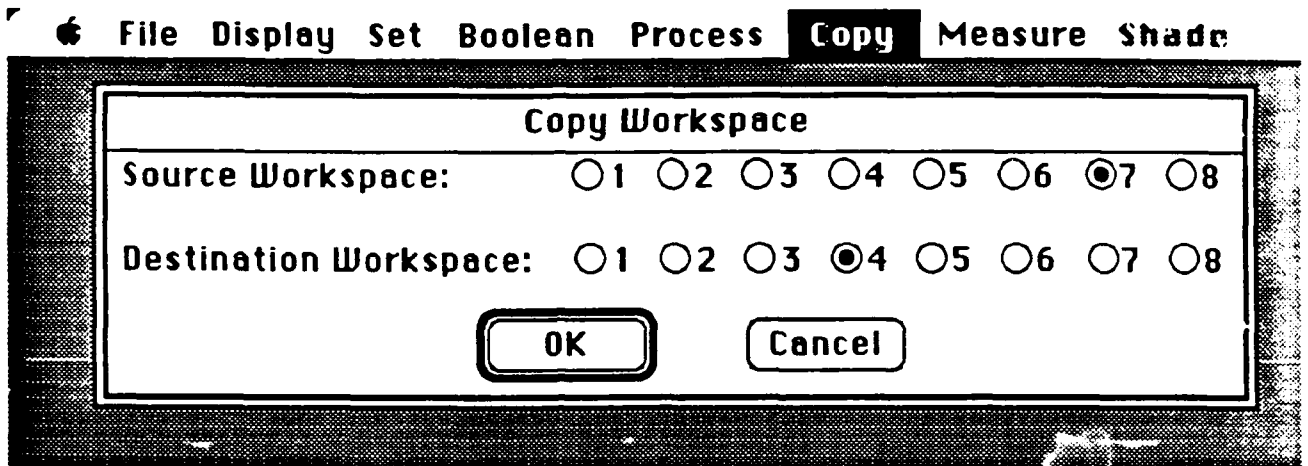 File Display Set Boolean Process Copy Measure Shade
Copy Workspace
Source Workspace: 1 2 3 4 5 6 7 8
Destination Workspace: 1 2 3 4 5 6 7 8
OK Cancel